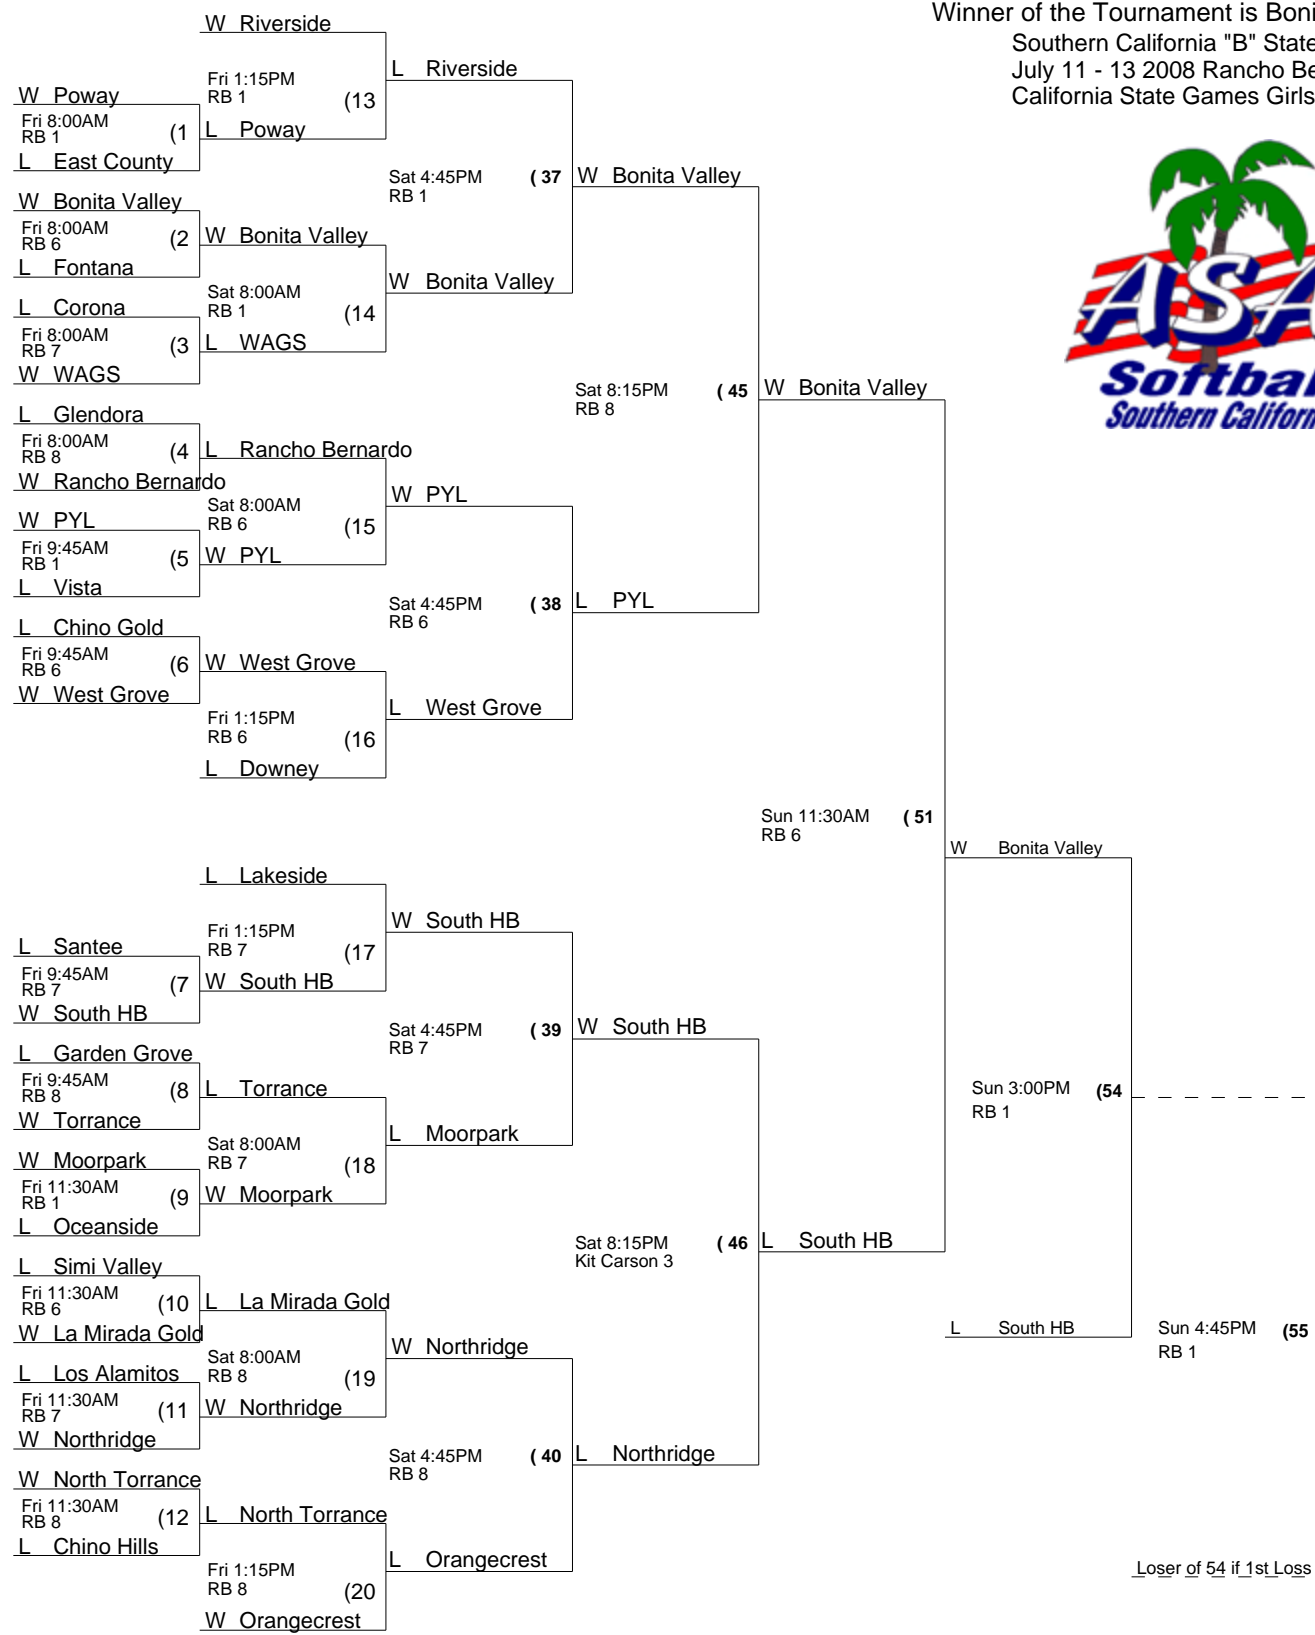 Winner of the Tournament is Boni
Southern California "B" State
July 11 - 13 2008 Rancho Be
California State Games Girls
ASA
Softbal
Southern Californ
W Riverside
Fri 1:15PM
RB 1
(13
L Riverside
W Poway
Fri 8:00AM
RB 1
(1
L Poway
L East County
Sat 4:45PM
RB 1
( 37
W Bonita Valley
W Bonita Valley
Fri 8:00AM
RB 6
(2
W Bonita Valley
L Fontana
W Bonita Valley
L Corona
Sat 8:00AM
RB 1
(14
Fri 8:00AM
RB 7
(3
L WAGS
W WAGS
Sat 8:15PM
RB 8
( 45
W Bonita Valley
L Glendora
Fri 8:00AM
RB 8
(4
L Rancho Bernardo
W Rancho Bernardo
Sat 8:00AM
RB 6
(15
W PYL
W PYL
Fri 9:45AM
RB 1
(5
W PYL
L Vista
Sat 4:45PM
RB 6
( 38
L PYL
L Chino Gold
Fri 9:45AM
RB 6
(6
W West Grove
W West Grove
Fri 1:15PM
RB 6
(16
L West Grove
L Downey
Sun 11:30AM
RB 6
( 51
W Bonita Valley
L Lakeside
Fri 1:15PM
RB 7
(17
W South HB
L Santee
Fri 9:45AM
RB 7
(7
W South HB
W South HB
Sat 4:45PM
RB 7
( 39
W South HB
L Garden Grove
Fri 9:45AM
RB 8
(8
L Torrance
W Torrance
Sun 3:00PM
RB 1
(54
Sat 8:00AM
RB 7
(18
L Moorpark
W Moorpark
Fri 11:30AM
RB 1
(9
W Moorpark
L Oceanside
Sat 8:15PM
Kit Carson 3
( 46
L South HB
L Simi Valley
Fri 11:30AM
RB 6
(10
L La Mirada Gold
W La Mirada Gold
Sat 8:00AM
RB 8
(19
W Northridge
L South HB
Sun 4:45PM
RB 1
(55
L Los Alamitos
Fri 11:30AM
RB 7
(11
W Northridge
W Northridge
Sat 4:45PM
RB 8
( 40
L Northridge
W North Torrance
Fri 11:30AM
RB 8
(12
L North Torrance
L Chino Hills
Fri 1:15PM
RB 8
(20
L Orangecrest
W Orangecrest
Loser of 54 if 1st Loss